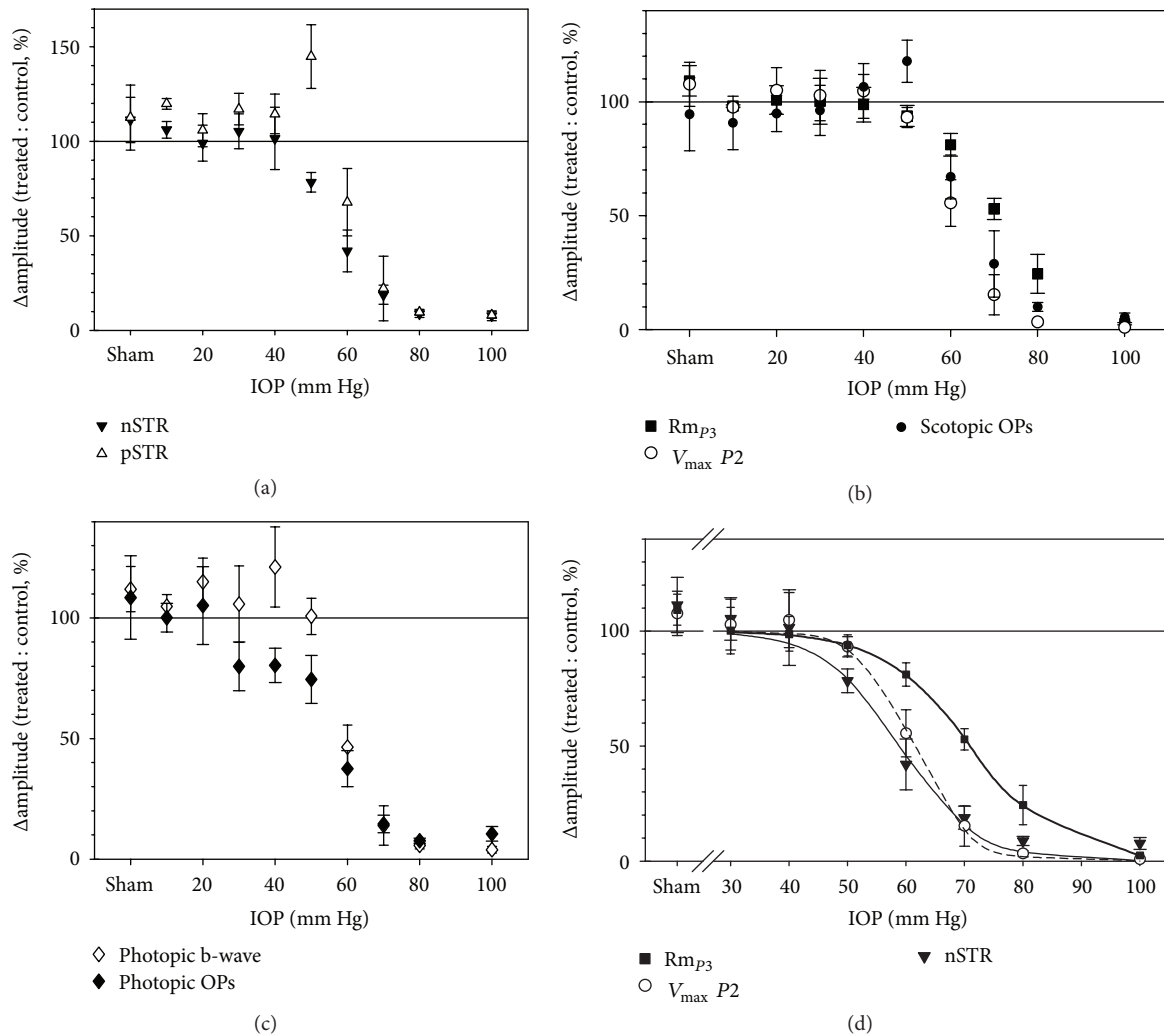 150
100
50
0
Δamplitude (treated : control, %)
Sham 20 40 60 80 100
IOP (mm Hg)
nSTR
pSTR
(a)
100
50
0
Δamplitude (treated : control, %)
Sham 20 40 60 80 100
IOP (mm Hg)
Rm_P3 Scotopic OPs
V_max P2
(b)
100
50
0
Δamplitude (treated : control, %)
Sham 20 40 60 80 100
IOP (mm Hg)
Photopic b-wave
Photopic OPs
(c)
100
80
60
40
20
0
Δamplitude (treated : control, %)
Sham 30 40 50 60 70 80 90 100
IOP (mm Hg)
Rm_P3 nSTR
V_max P2
(d)